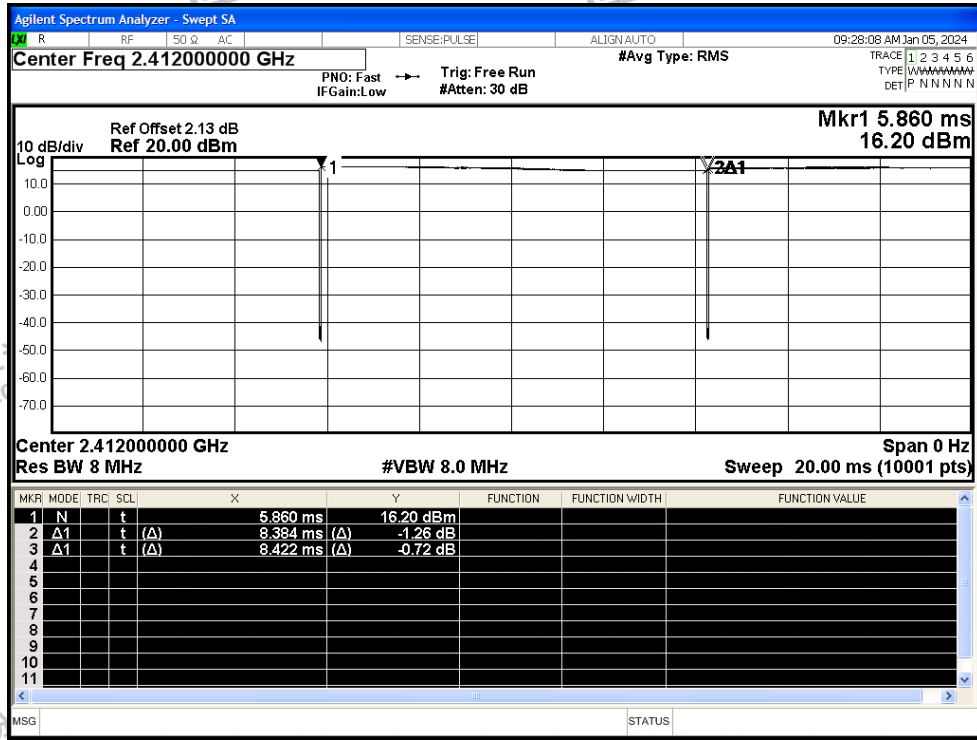 Agilent Spectrum Analyzer - Swept SA
LXI R RF 50 Ω AC SENSE:PULSE ALIGN AUTO 09:28:08 AM Jan 05, 2024
Center Freq 2.412000000 GHz #Avg Type: RMS TRACE 1 2 3 4 5 6
PNO: Fast Trig: Free Run TYPE WWWWWW
IFGain:Low #Atten: 30 dB DET P N N N N N
Mkr1 5.860 ms
Ref Offset 2.13 dB
10 dB/div Ref 20.00 dBm 16.20 dBm
Log
1 3Δ1
10.0
0.00
-10.0
-20.0
-30.0
-40.0
-50.0
-60.0
-70.0
Center 2.412000000 GHz Span 0 Hz
Res BW 8 MHz #VBW 8.0 MHz Sweep 20.00 ms (10001 pts)
MKR MODE TRC SCL X Y FUNCTION FUNCTION WIDTH FUNCTION VALUE
1 N t 5.860 ms 16.20 dBm
2 Δ1 t (Δ) 8.384 ms (Δ) -1.26 dB
3 Δ1 t (Δ) 8.422 ms (Δ) -0.72 dB
4
5
6
7
8
9
10
11
MSG STATUS